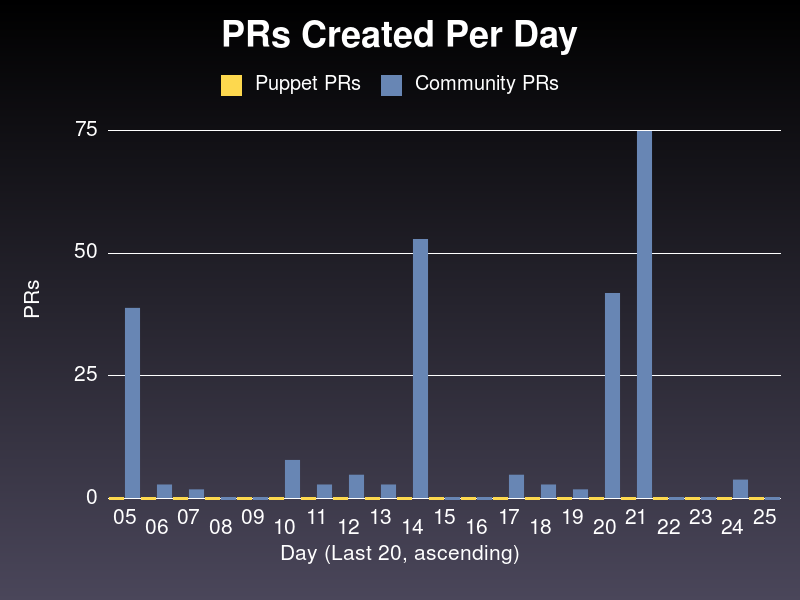 PRs Created Per Day
Puppet PRs Community PRs
75
50
25
0
PRs
05 06 07 08 09 10 11 12 13 14 15 16 17 18 19 20 21 22 23 24 25
Day (Last 20, ascending)